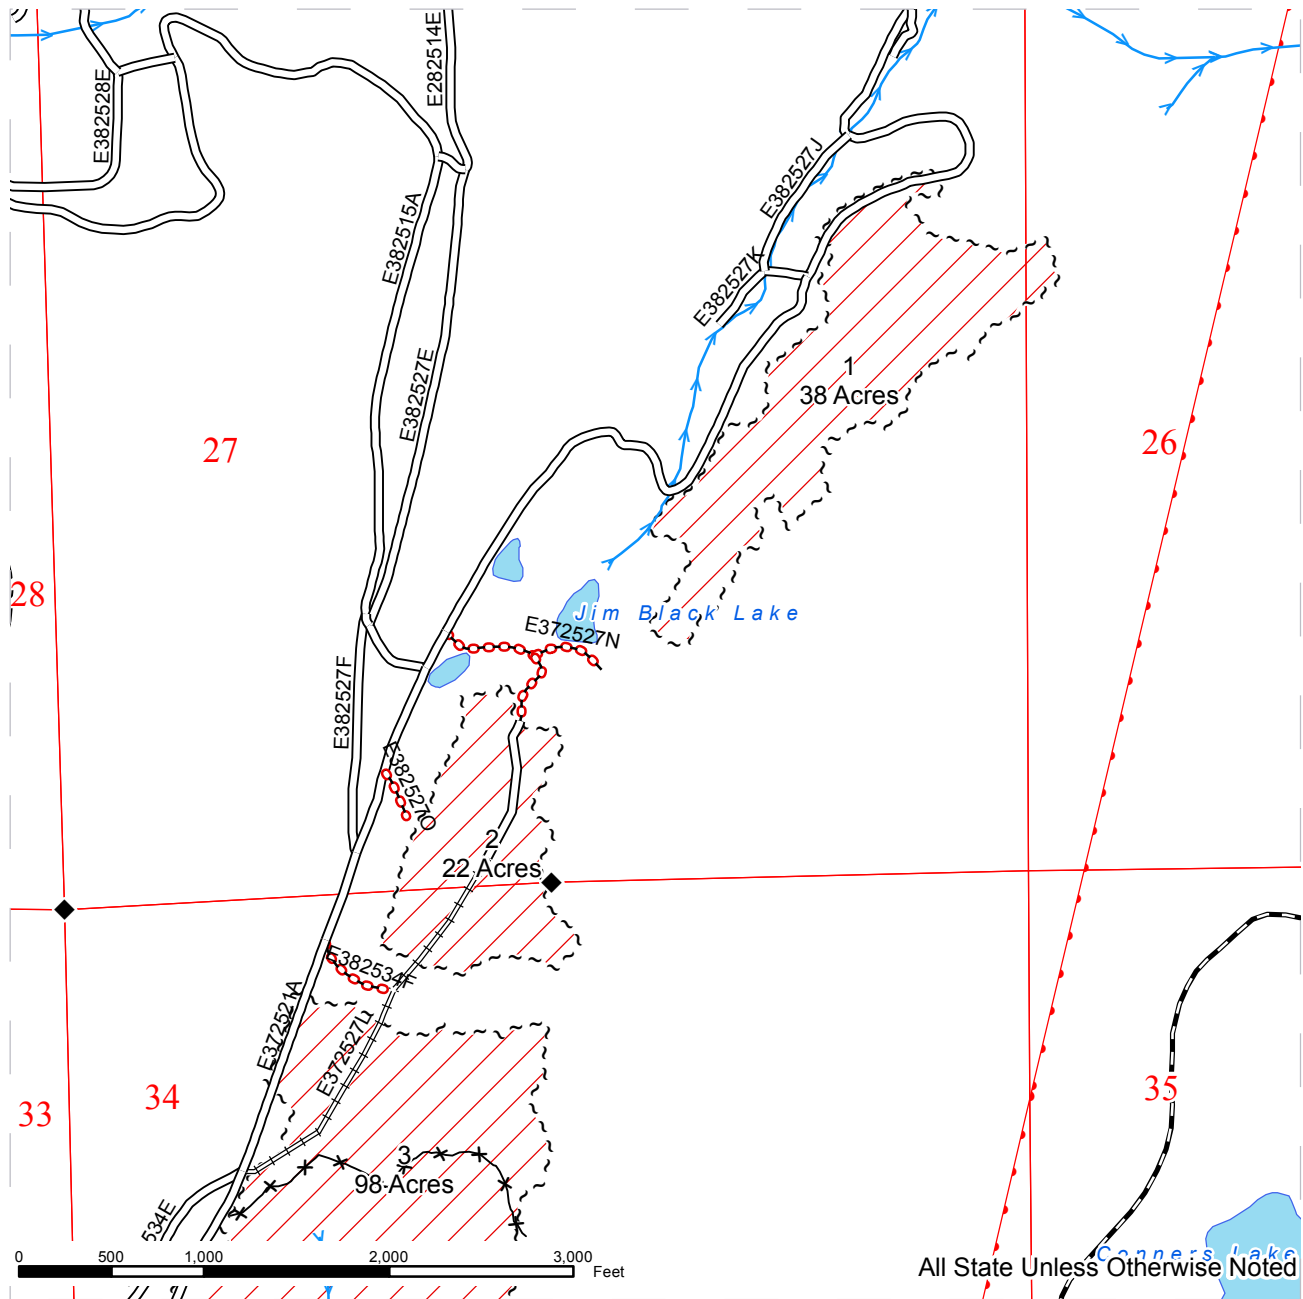 E282514E
E382528E
E382527J
E382515A
E382527K
E382527E
1
38 Acres
27
26
28
Jim Black Lake
E372527N
E382527F
E382527O
2
22 Acres
E382534F
E372521A
E372527U
33
34
35
3
98 Acres
534E
Conners Lake
0 500 1,000 2,000 3,000
Feet
All State Unless Otherwise Noted